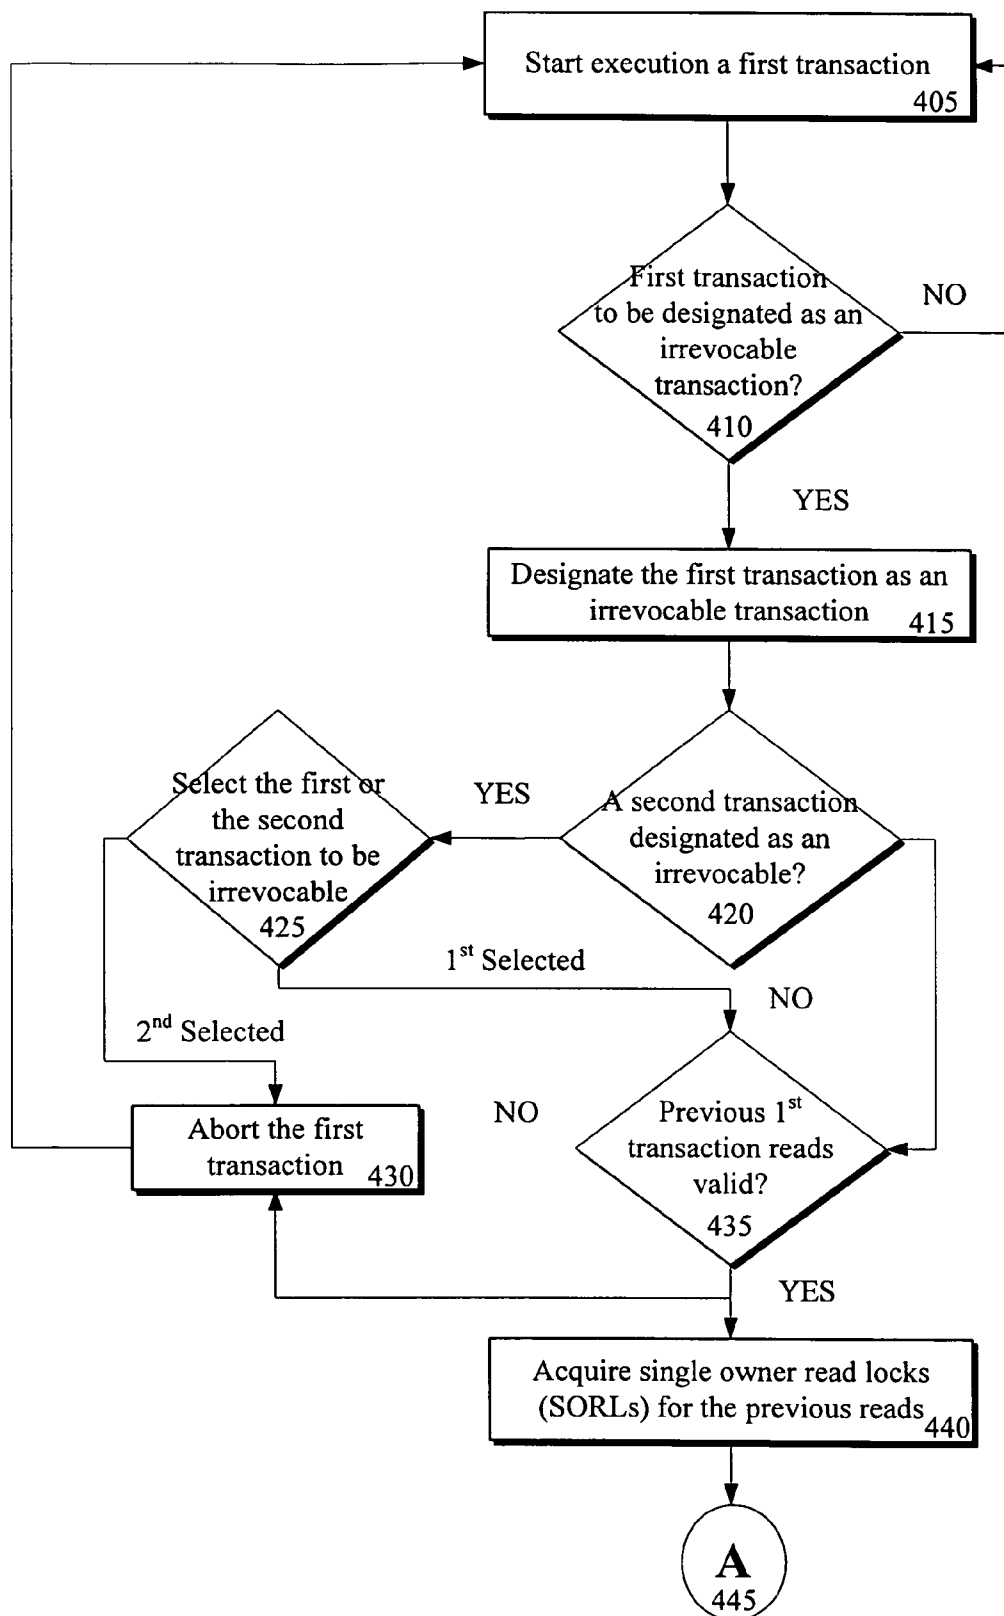 Start execution a first transaction
405
First transaction
to be designated as an
irrevocable
transaction?
410
NO
YES
Designate the first transaction as an
irrevocable transaction
415
Select the first or
the second
transaction to be
irrevocable
425
YES
A second transaction
designated as an
irrevocable?
420
1st Selected
NO
2nd Selected
Abort the first
transaction
430
NO
Previous 1st
transaction reads
valid?
435
YES
Acquire single owner read locks
(SORLs) for the previous reads
440
A
445